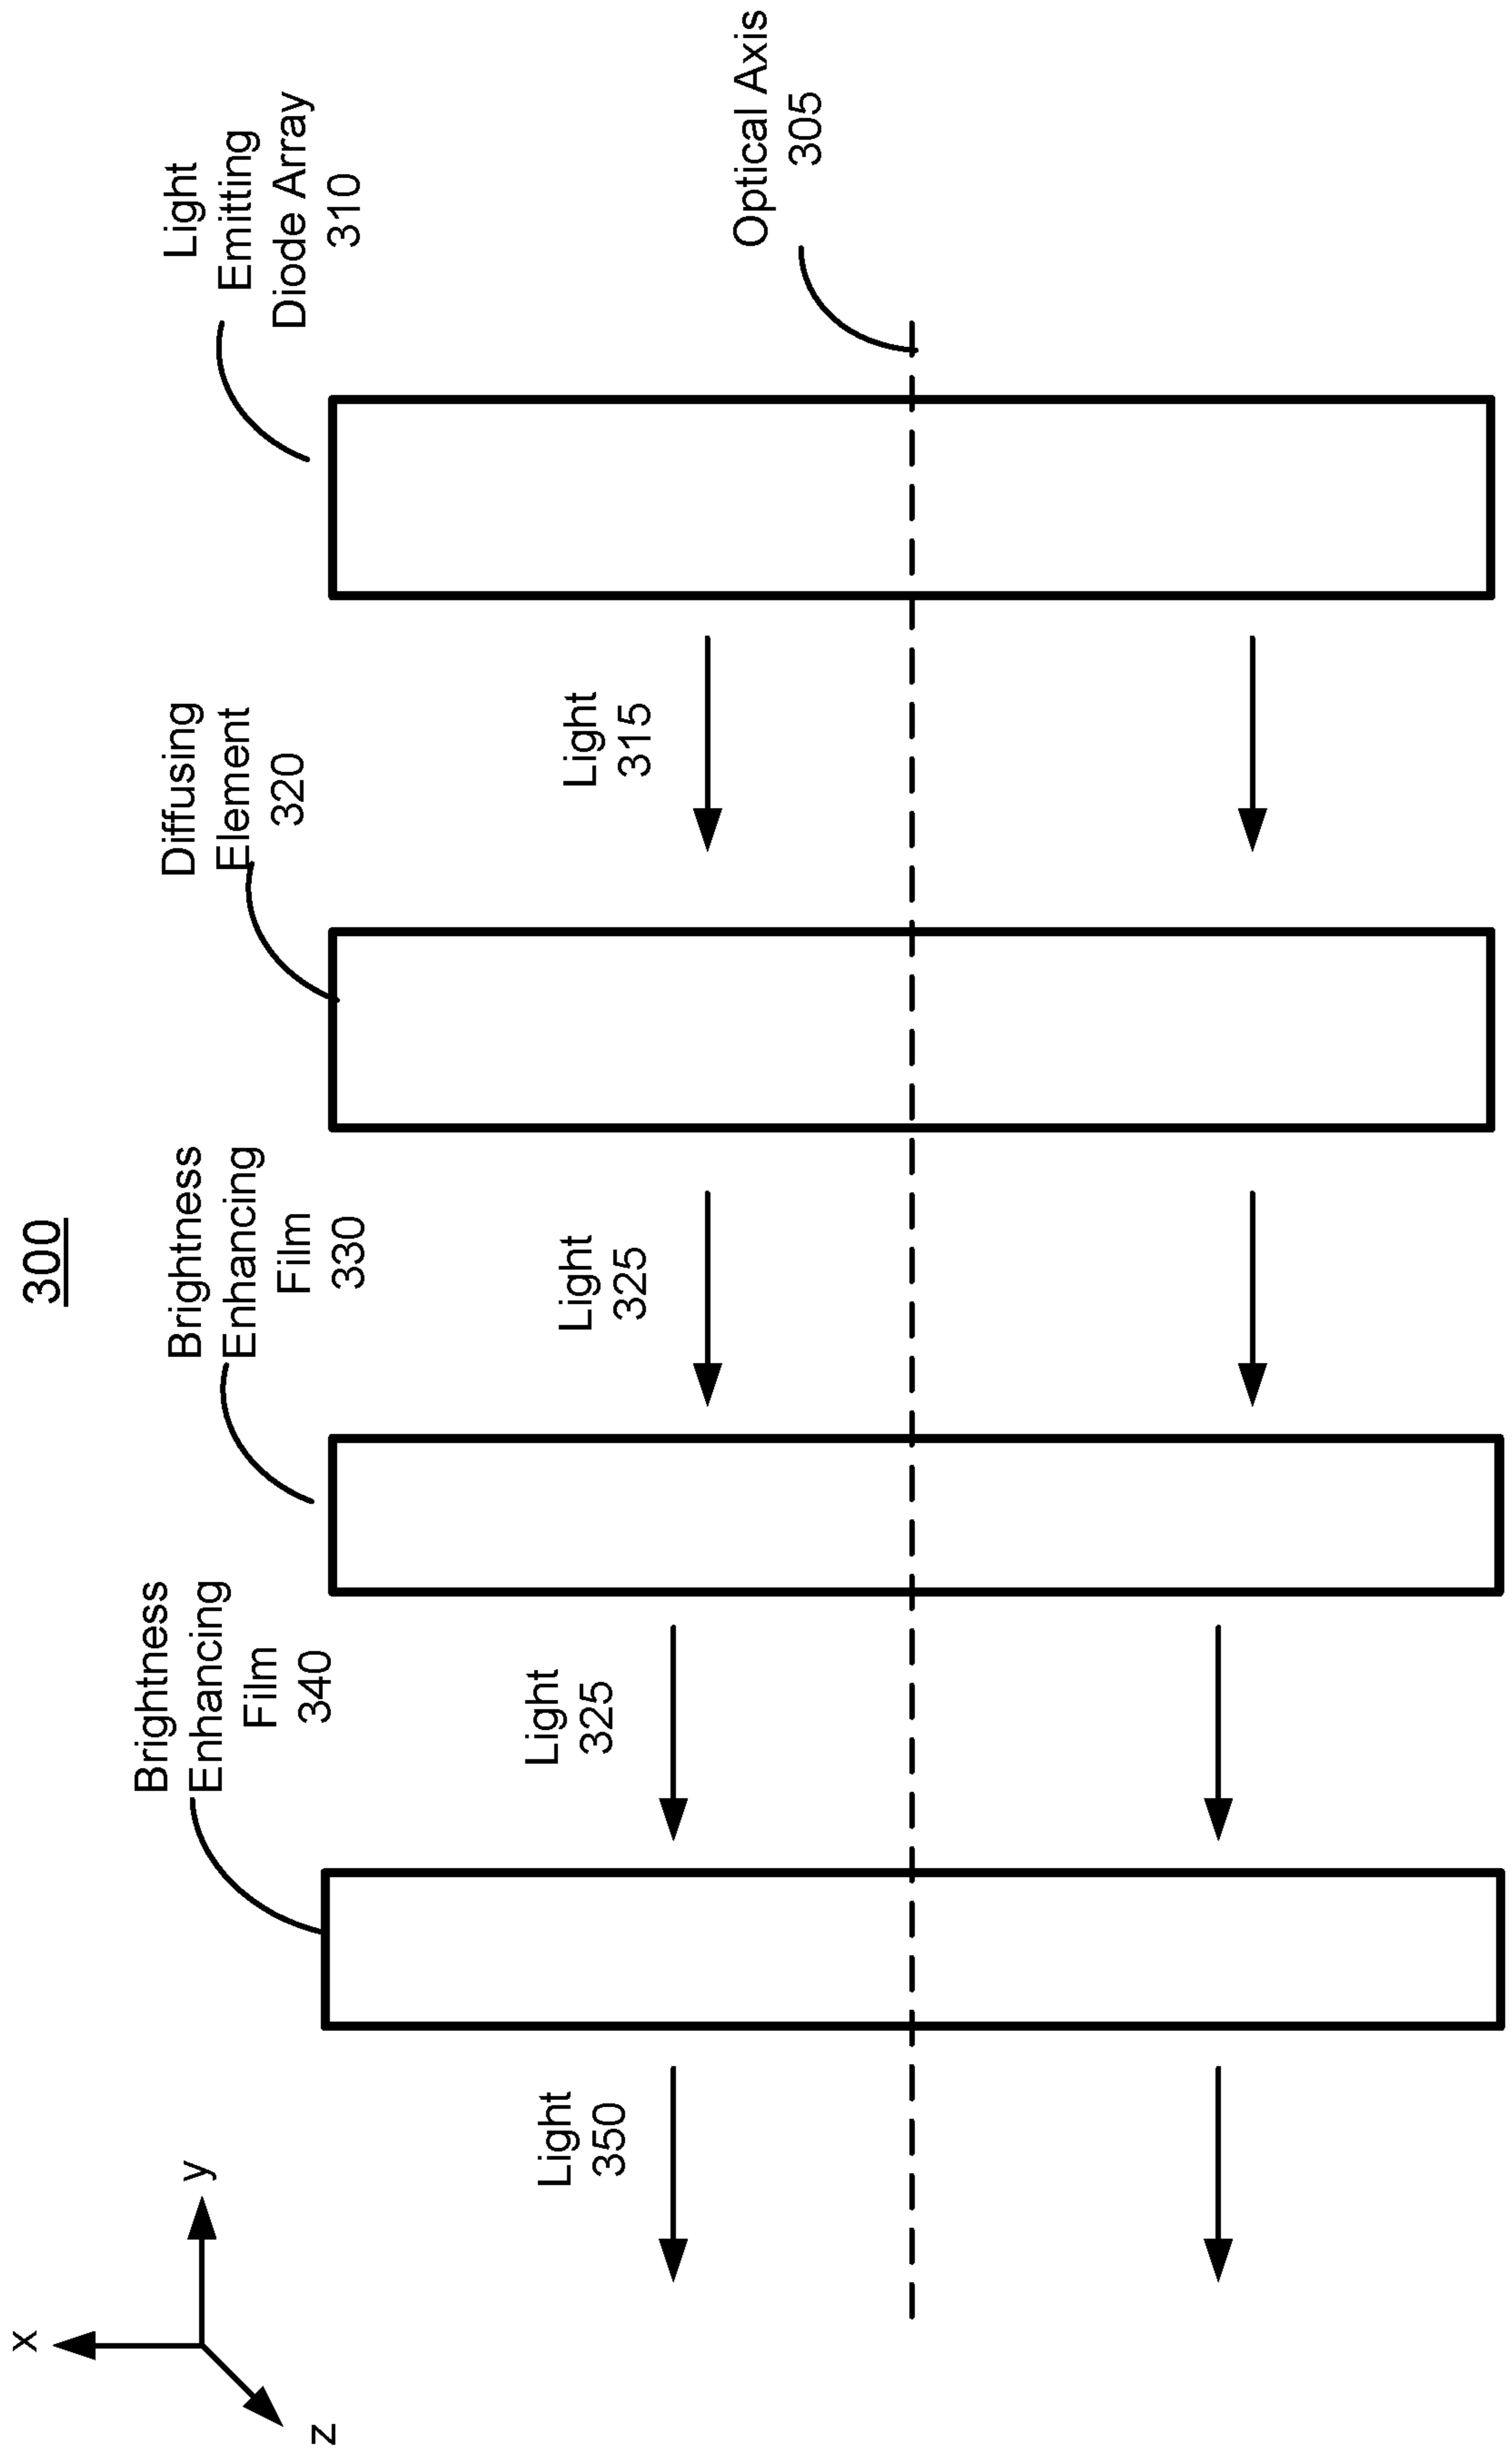 300
x
y
z
Brightness
Enhancing
Film
340
Brightness
Enhancing
Film
330
Diffusing
Element
320
Light
Emitting
Diode Array
310
Light
350
Light
325
Light
325
Light
315
Optical Axis
305